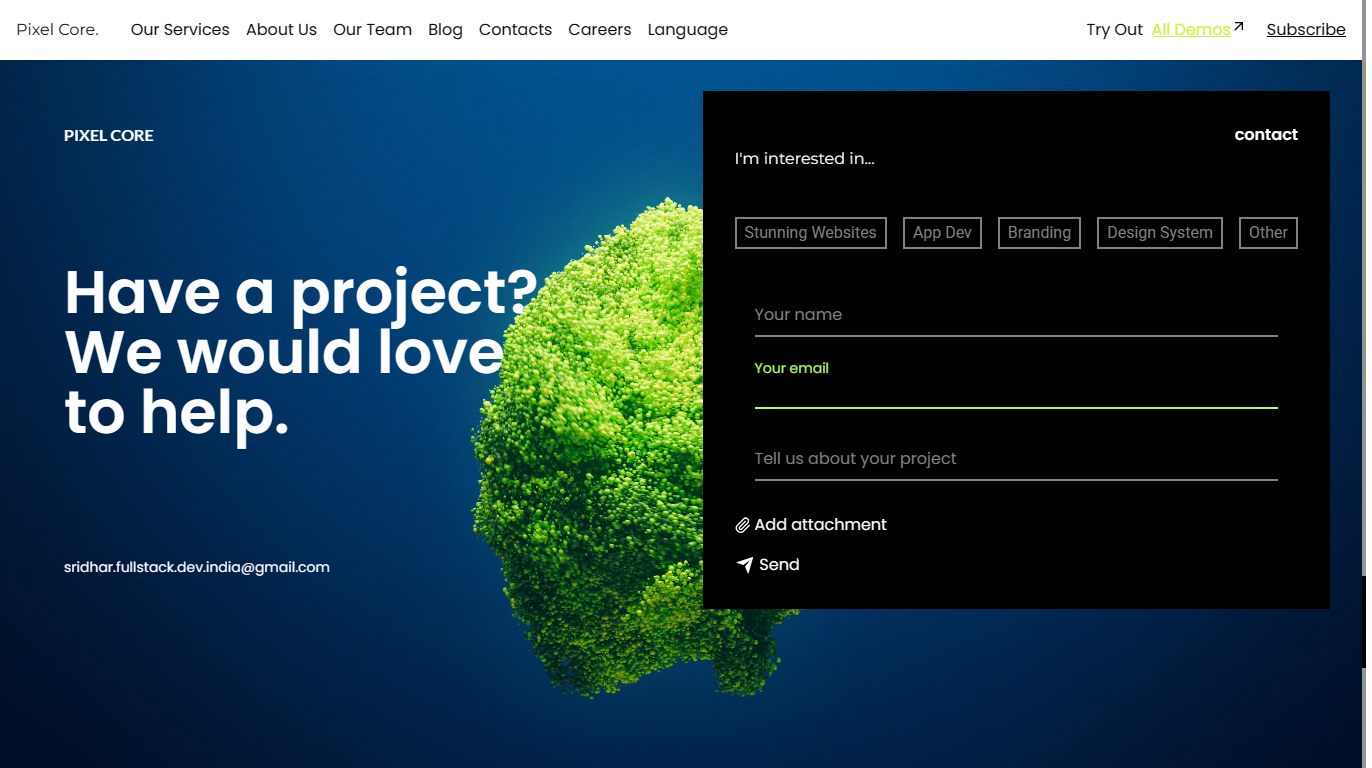 Pixel Core. Our Services About Us Our Team Blog Contacts Careers Language Try Out All Demos Subscribe
PIXEL CORE
Have a project?
We would love
to help.
sridhar.fullstack.dev.india@gmail.com
contact
I'm interested in...
Stunning Websites App Dev Branding Design System Other
Your name
Your email
Tell us about your project
Add attachment
Send